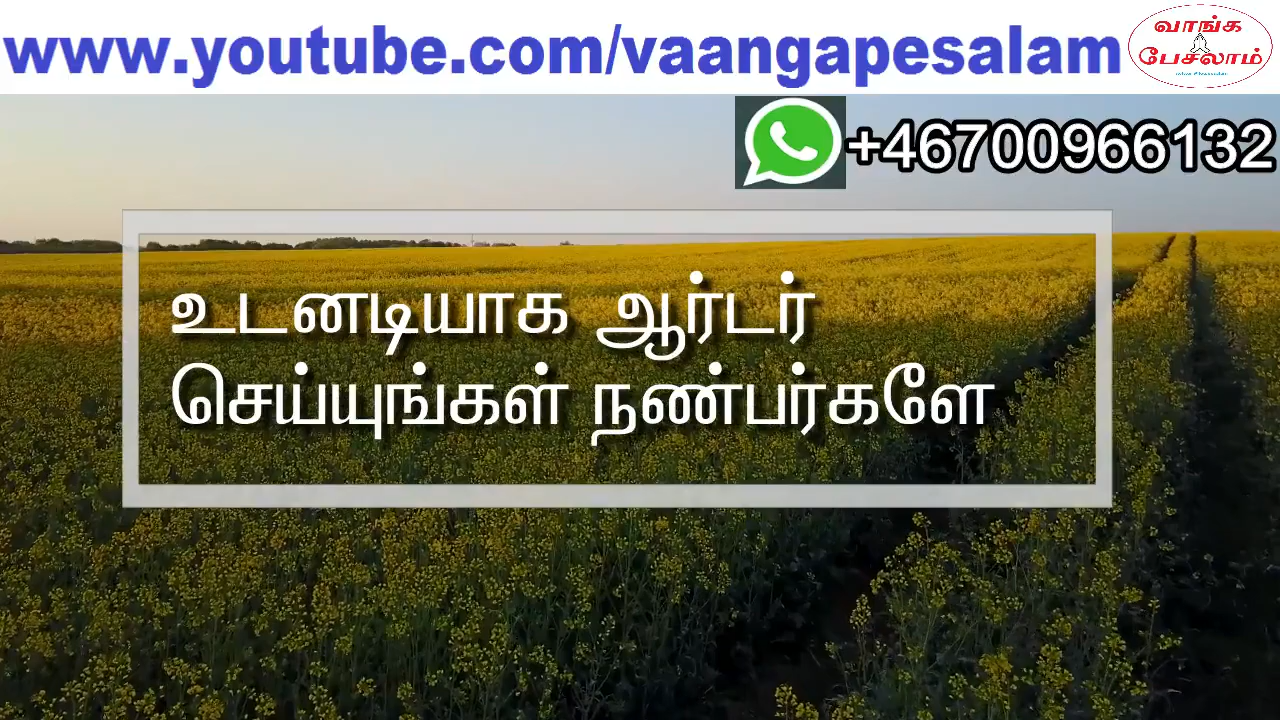 www.youtube.com/vaangapesalam
வாங்க
பேசலாம்
+46700966132
உடனடியாக ஆர்டர்
செய்யுங்கள் நண்பர்களே